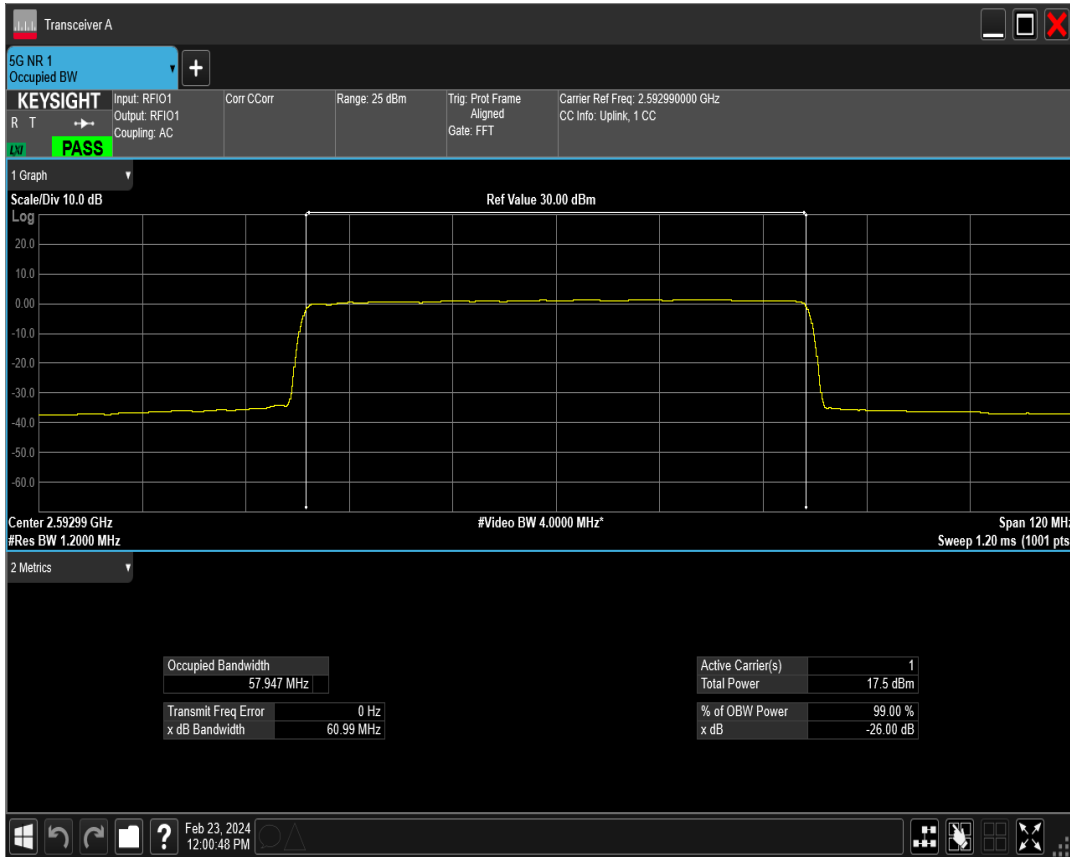 Transceiver A
5G NR 1
Occupied BW
+
KEYSIGHT
R T
LXI
PASS
Input: RFIO1
Output: RFIO1
Coupling: AC
Corr CCorr
Range: 25 dBm
Trig: Prot Frame
Aligned
Gate: FFT
Carrier Ref Freq: 2.592990000 GHz
CC Info: Uplink, 1 CC
1 Graph
Scale/Div 10.0 dB
Ref Value 30.00 dBm
Log
20.0
10.0
0.00
-10.0
-20.0
-30.0
-40.0
-50.0
-60.0
Center 2.59299 GHz
#Video BW 4.0000 MHz*
Span 120 MHz
#Res BW 1.2000 MHz
Sweep 1.20 ms (1001 pts
2 Metrics
Occupied Bandwidth
57.947 MHz
Transmit Freq Error 0 Hz
x dB Bandwidth 60.99 MHz
Active Carrier(s) 1
Total Power 17.5 dBm
% of OBW Power 99.00 %
x dB -26.00 dB
?
Feb 23, 2024
12:00:48 PM